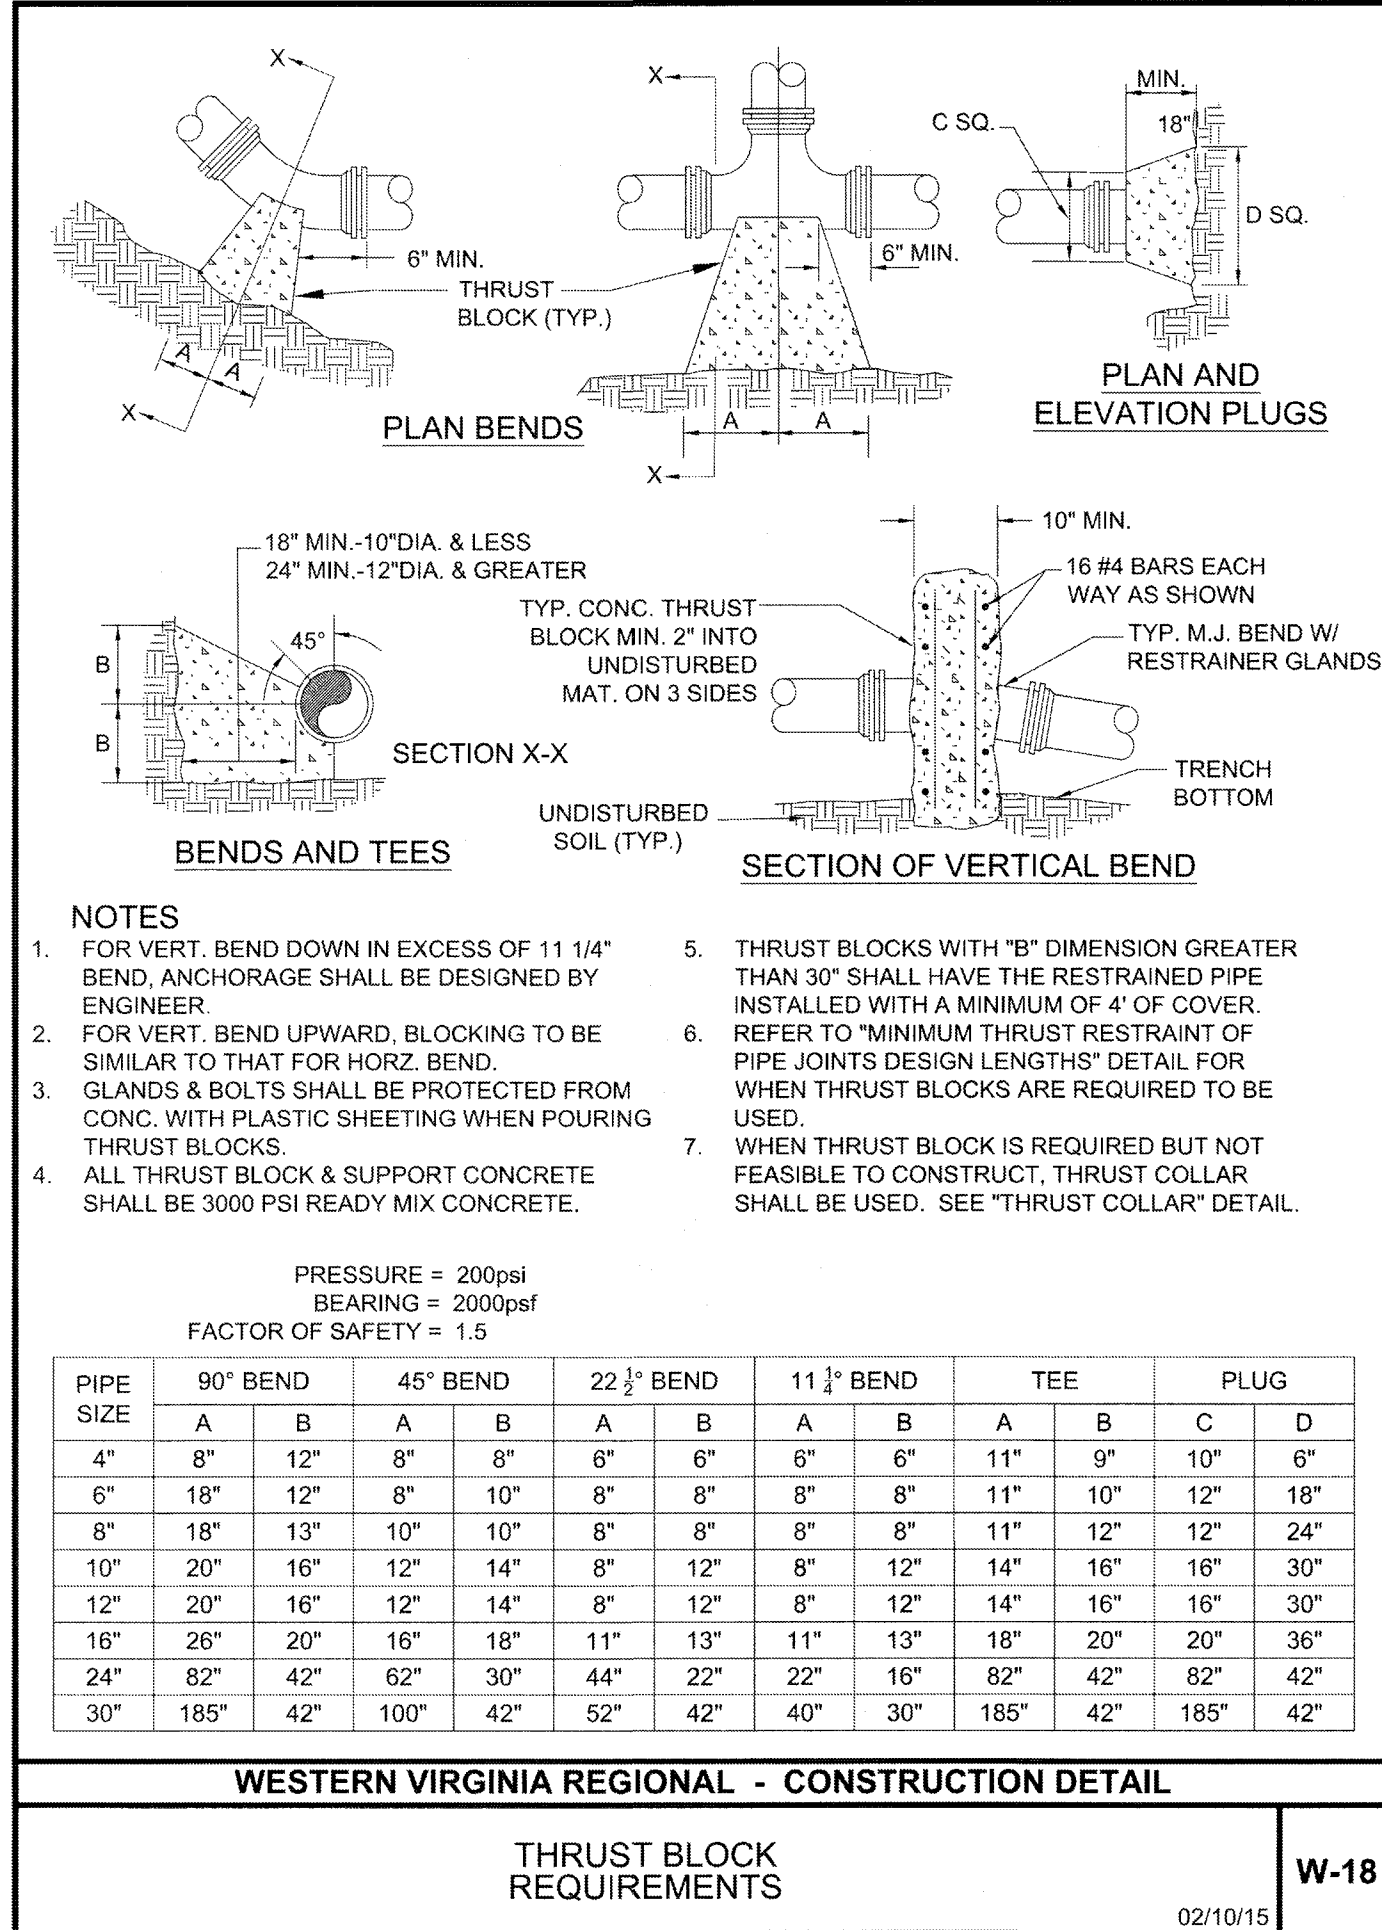 X
X
6" MIN.
THRUST
BLOCK (TYP.)
A
A
X
PLAN BENDS
6" MIN.
A
A
X
MIN.
C SQ.
18"
D SQ.
PLAN AND
ELEVATION PLUGS
18" MIN.-10"DIA. & LESS
24" MIN.-12"DIA. & GREATER
45°
B
B
SECTION X-X
BENDS AND TEES
10" MIN.
16 #4 BARS EACH
WAY AS SHOWN
TYP. CONC. THRUST
BLOCK MIN. 2" INTO
UNDISTURBED
MAT. ON 3 SIDES
TYP. M.J. BEND W/
RESTRAINER GLANDS
TRENCH
BOTTOM
UNDISTURBED
SOIL (TYP.)
SECTION OF VERTICAL BEND
NOTES
1. FOR VERT. BEND DOWN IN EXCESS OF 11 1/4"
BEND, ANCHORAGE SHALL BE DESIGNED BY
ENGINEER.
2. FOR VERT. BEND UPWARD, BLOCKING TO BE
SIMILAR TO THAT FOR HORZ. BEND.
3. GLANDS & BOLTS SHALL BE PROTECTED FROM
CONC. WITH PLASTIC SHEETING WHEN POURING
THRUST BLOCKS.
4. ALL THRUST BLOCK & SUPPORT CONCRETE
SHALL BE 3000 PSI READY MIX CONCRETE.
5. THRUST BLOCKS WITH "B" DIMENSION GREATER
THAN 30" SHALL HAVE THE RESTRAINED PIPE
INSTALLED WITH A MINIMUM OF 4' OF COVER.
6. REFER TO "MINIMUM THRUST RESTRAINT OF
PIPE JOINTS DESIGN LENGTHS" DETAIL FOR
WHEN THRUST BLOCKS ARE REQUIRED TO BE
USED.
7. WHEN THRUST BLOCK IS REQUIRED BUT NOT
FEASIBLE TO CONSTRUCT, THRUST COLLAR
SHALL BE USED. SEE "THRUST COLLAR" DETAIL.
PRESSURE = 200psi
BEARING = 2000psf
FACTOR OF SAFETY = 1.5
PIPE SIZE 90° BEND 45° BEND 22 1/2° BEND 11 1/4° BEND TEE PLUG
A B A B A B A B A B C D
4" 8" 12" 8" 8" 6" 6" 6" 6" 11" 9" 10" 6"
6" 18" 12" 8" 10" 8" 8" 8" 8" 11" 10" 12" 18"
8" 18" 13" 10" 10" 8" 8" 8" 8" 11" 12" 12" 24"
10" 20" 16" 12" 14" 8" 12" 8" 12" 14" 16" 16" 30"
12" 20" 16" 12" 14" 8" 12" 8" 12" 14" 16" 16" 30"
16" 26" 20" 16" 18" 11" 13" 11" 13" 18" 20" 20" 36"
24" 82" 42" 62" 30" 44" 22" 22" 16" 82" 42" 82" 42"
30" 185" 42" 100" 42" 52" 42" 40" 30" 185" 42" 185" 42"
WESTERN VIRGINIA REGIONAL - CONSTRUCTION DETAIL
THRUST BLOCK
REQUIREMENTS
W-18
02/10/15